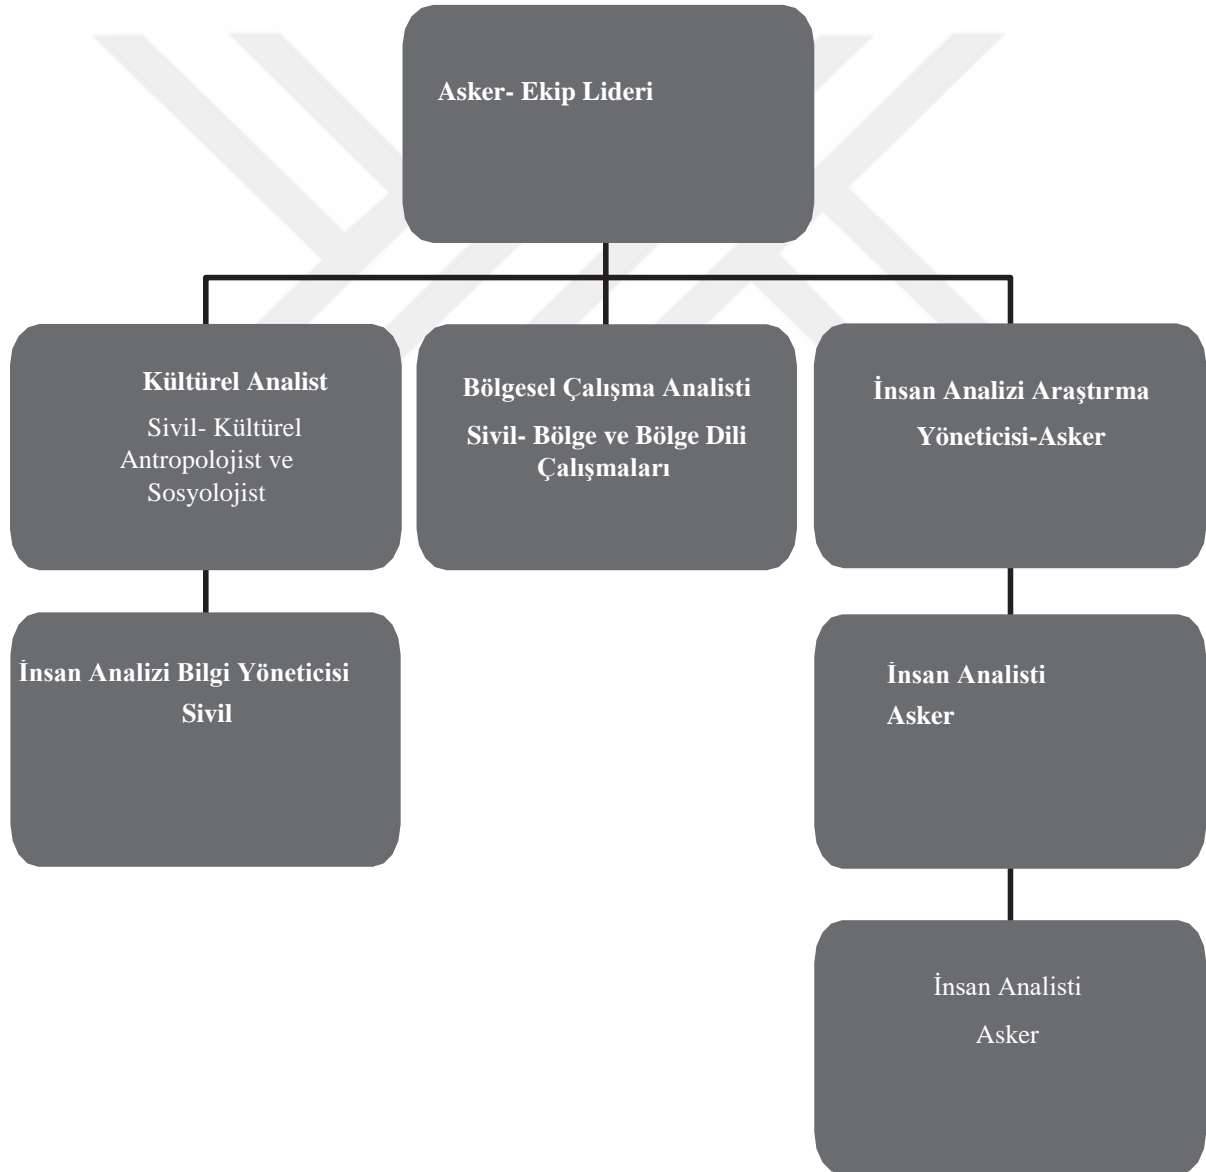 Asker- Ekip Lideri
Kültürel Analist
Sivil- Kültürel
Antropolojist ve
Sosyolojist
Bölgesel Çalışma Analisti
Sivil- Bölge ve Bölge Dili
Çalışmaları
İnsan Analizi Araştırma
Yöneticisi-Asker
İnsan Analizi Bilgi Yöneticisi
Sivil
İnsan Analisti
Asker
İnsan Analisti
Asker